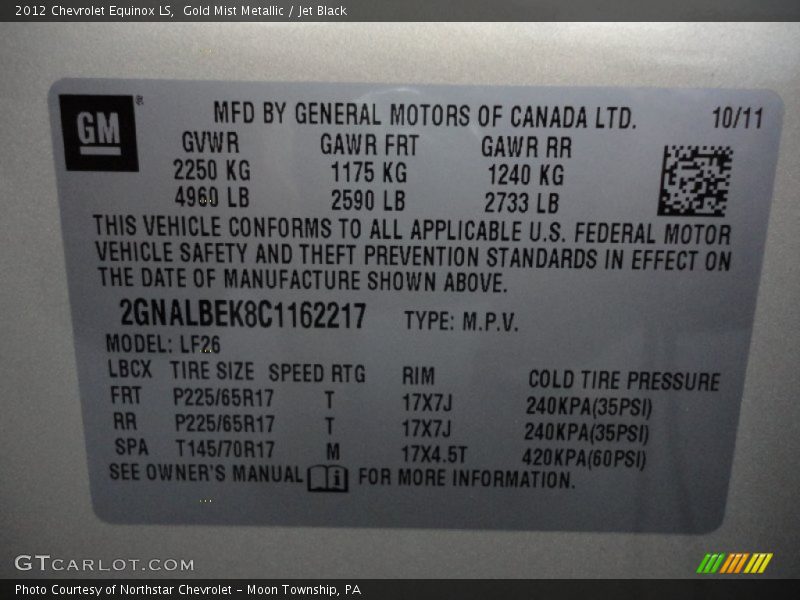 2012 Chevrolet Equinox LS, Gold Mist Metallic / Jet Black
GM ®
MFD BY GENERAL MOTORS OF CANADA LTD. 10/11
GVWR GAWR FRT GAWR RR
2250 KG 1175 KG 1240 KG
4960 LB 2590 LB 2733 LB
THIS VEHICLE CONFORMS TO ALL APPLICABLE U.S. FEDERAL MOTOR
VEHICLE SAFETY AND THEFT PREVENTION STANDARDS IN EFFECT ON
THE DATE OF MANUFACTURE SHOWN ABOVE.
2GNALBEK8C1162217 TYPE: M.P.V.
MODEL: LF26
LBCX TIRE SIZE SPEED RTG RIM COLD TIRE PRESSURE
FRT P225/65R17 T 17X7J 240KPA(35PSI)
RR P225/65R17 T 17X7J 240KPA(35PSI)
SPA T145/70R17 M 17X4.5T 420KPA(60PSI)
SEE OWNER'S MANUAL i FOR MORE INFORMATION.
GTCARLOT.COM
Photo Courtesy of Northstar Chevrolet - Moon Township, PA